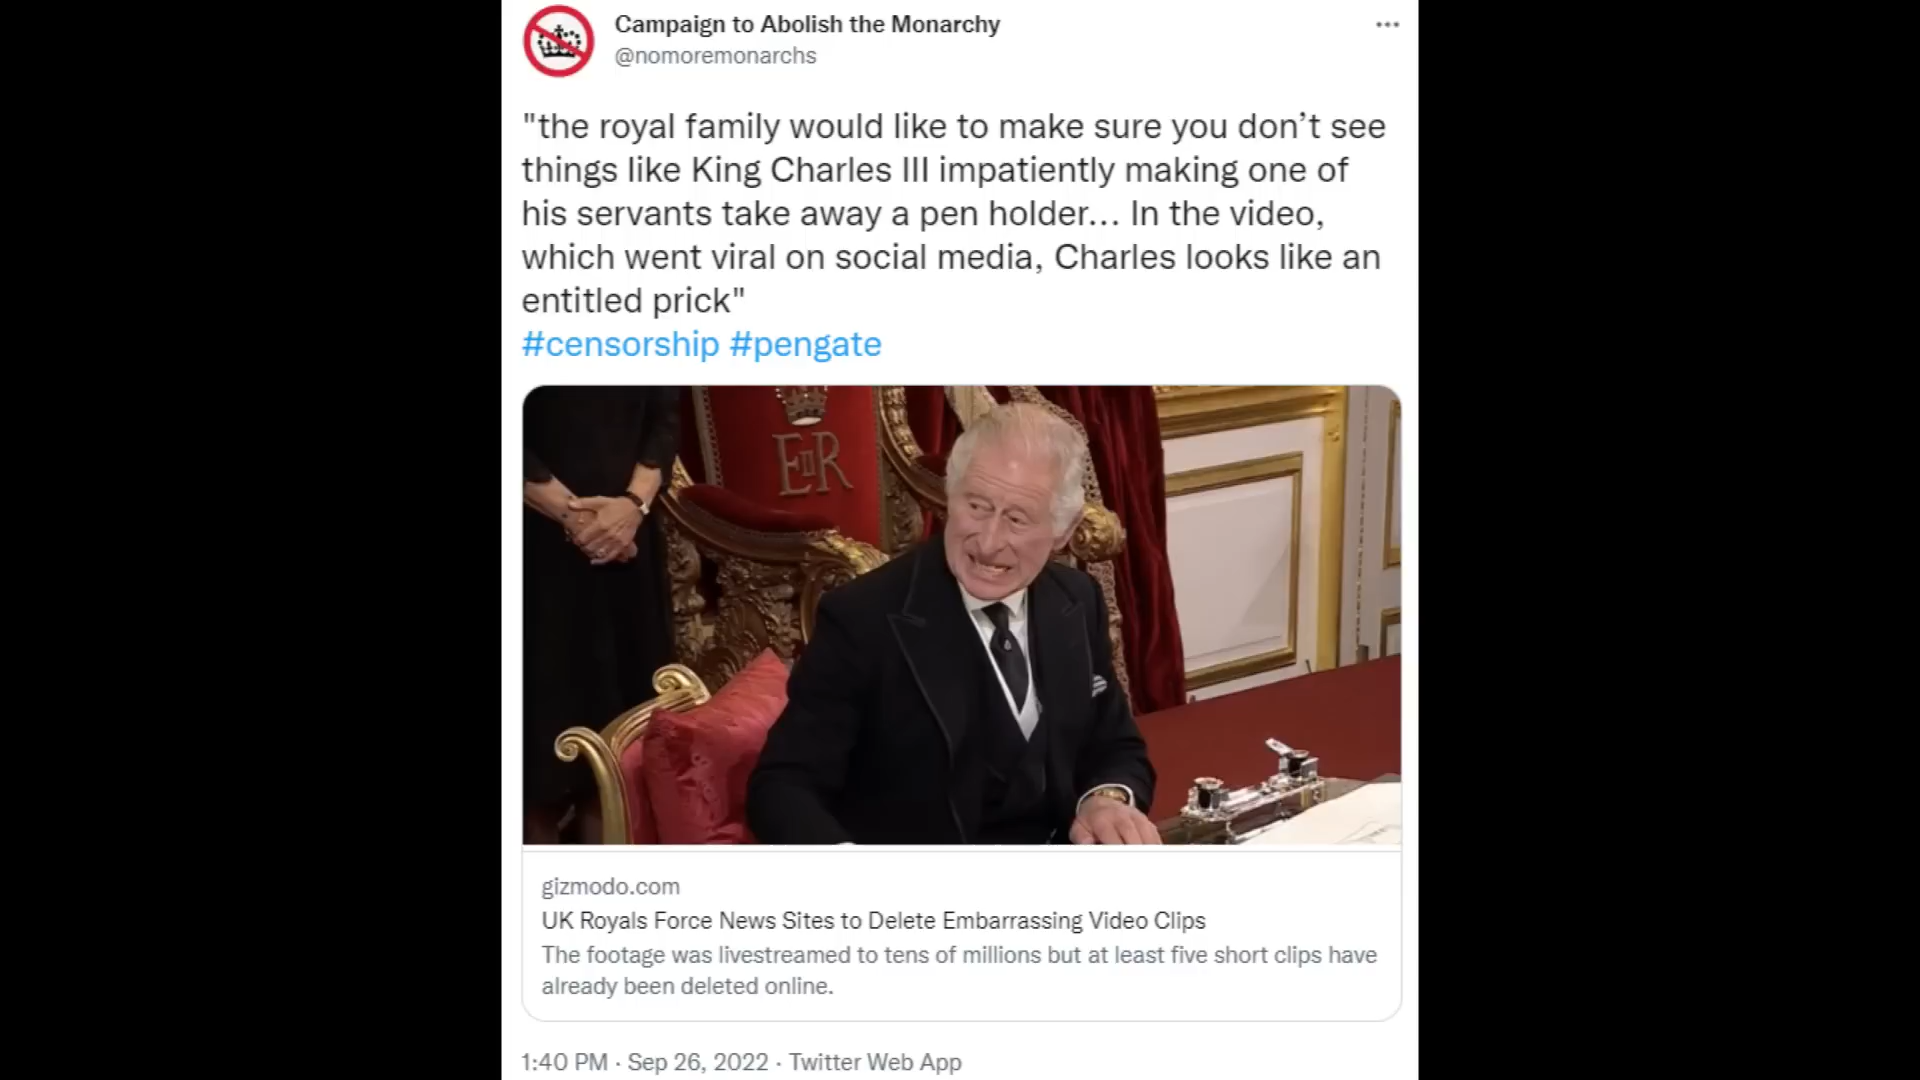 Campaign to Abolish the Monarchy
@nomoremonarchs
"the royal family would like to make sure you don’t see
things like King Charles III impatiently making one of
his servants take away a pen holder... In the video,
which went viral on social media, Charles looks like an
entitled prick"
#censorship #pengate
EIIR
gizmodo.com
UK Royals Force News Sites to Delete Embarrassing Video Clips
The footage was livestreamed to tens of millions but at least five short clips have
already been deleted online.
1:40 PM · Sep 26, 2022 · Twitter Web App